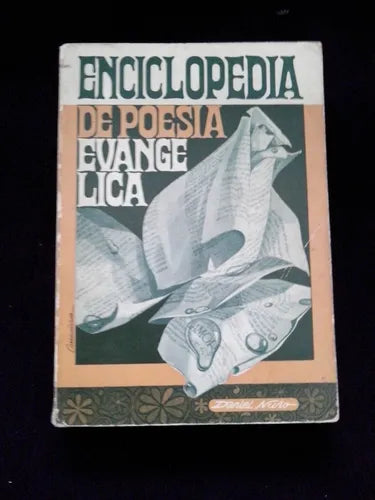 ENCICLOPEDIA
DE POESIA
EVANGE
LICA
Daniel Nuño